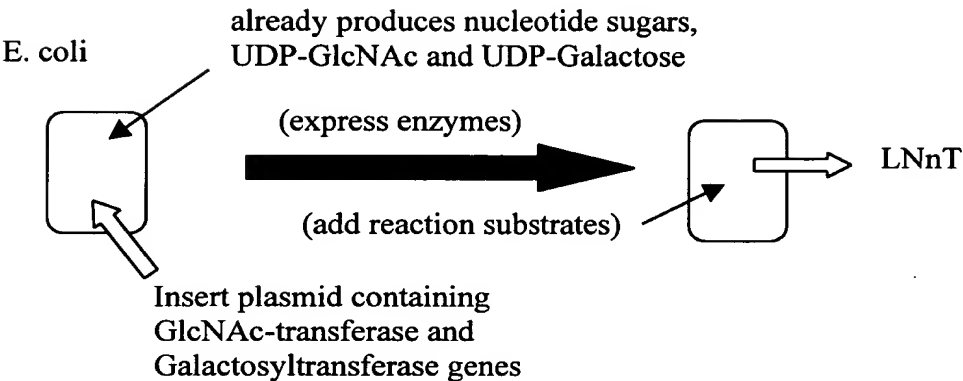 already produces nucleotide sugars,
E. coli
UDP-GlcNAc and UDP-Galactose
(express enzymes)
LNnT
(add reaction substrates)
Insert plasmid containing
GlcNAc-transferase and
Galactosyltransferase genes